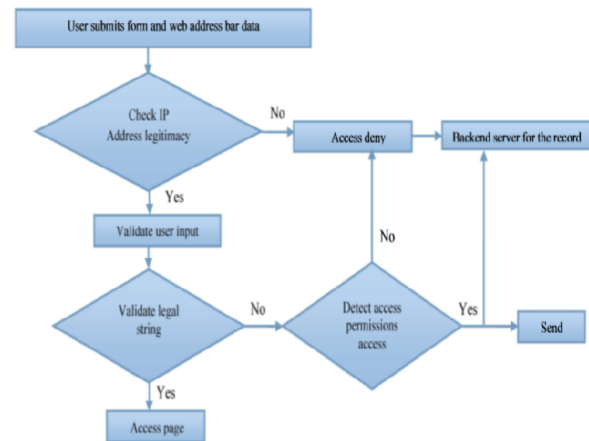 User submits form and web address bar data
Check IP
Address legitimacy
No
Access deny
Backend server for the record
Yes
Validate user input
No
Validate legal
string
No
Detect access
permissions
access
Yes
Send
Yes
Access page